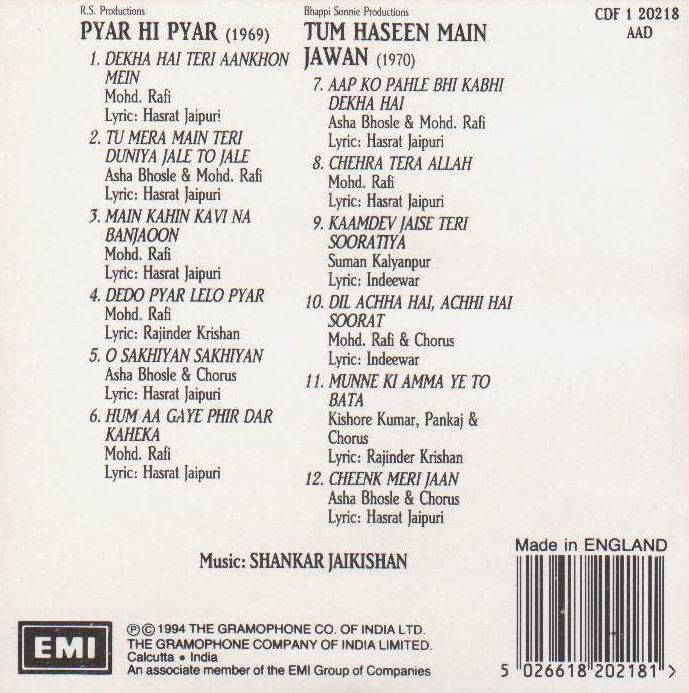 R.S. Productions
PYAR HI PYAR (1969)
1. DEKHA HAI TERI AANKHON
MEIN
Mohd. Rafi
Lyric: Hasrat Jaipuri
2. TU MERA MAIN TERI
DUNIYA JALE TO JALE
Asha Bhosle & Mohd. Rafi
Lyric: Hasrat Jaipuri
3. MAIN KAHIN KAVI NA
BANJAOON
Mohd. Rafi
Lyric: Hasrat Jaipuri
4. DEDO PYAR LELO PYAR
Mohd. Rafi
Lyric: Rajinder Krishan
5. O SAKHIYAN SAKHIYAN
Asha Bhosle & Chorus
Lyric: Hasrat Jaipuri
6. HUM AA GAYE PHIR DAR
KAHEKA
Mohd. Rafi
Lyric: Hasrat Jaipuri
Bhappi Sonnie Productions
TUM HASEEN MAIN
JAWAN (1970)
7. AAP KO PAHLE BHI KABHI
DEKHA HAI
Asha Bhosle & Mohd. Rafi
Lyric: Hasrat Jaipuri
8. CHEHRA TERA ALLAH
Mohd. Rafi
Lyric: Hasrat Jaipuri
9. KAAMDEV JAISE TERI
SOORATIYA
Suman Kalyanpur
Lyric: Indeewar
10. DIL ACHHA HAI, ACHHI HAI
SOORAT
Mohd. Rafi & Chorus
Lyric: Indeewar
11. MUNNE KI AMMA YE TO
BATA
Kishore Kumar, Pankaj &
Chorus
Lyric: Rajinder Krishan
12. CHEENK MERI JAAN
Asha Bhosle & Chorus
Lyric: Hasrat Jaipuri
CDF 1 20218
AAD
Music: SHANKAR JAIKISHAN
Made in ENGLAND
5 026618 202181 >
EMI
℗© 1994 THE GRAMOPHONE CO. OF INDIA LTD.
THE GRAMOPHONE COMPANY OF INDIA LIMITED.
Calcutta • India
An associate member of the EMI Group of Companies